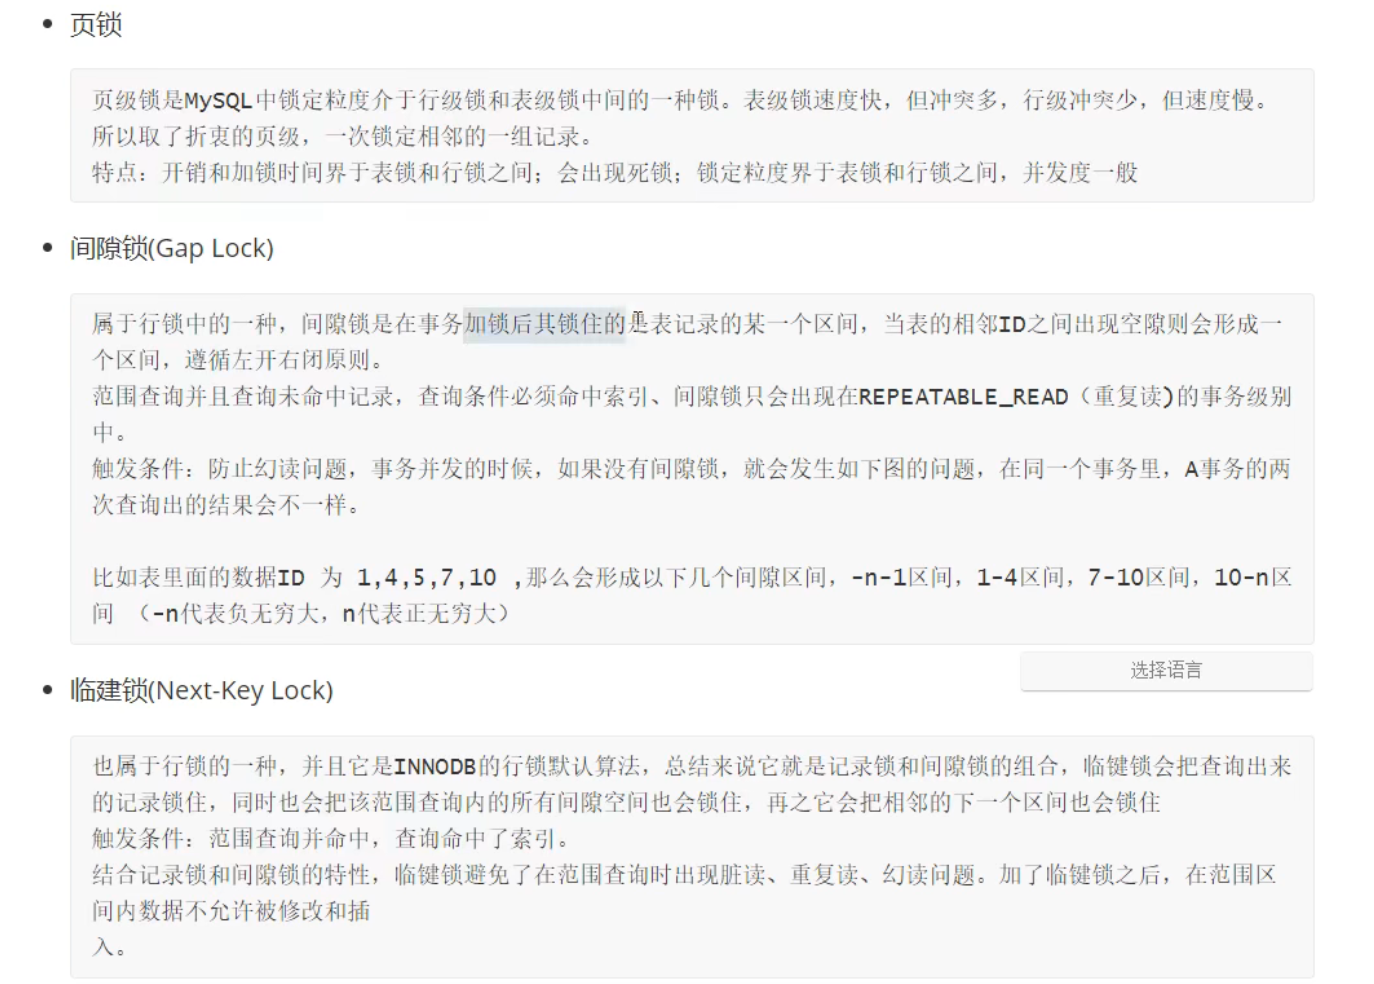 页锁
页级锁是MySQL中锁定粒度介于行级锁和表级锁中间的一种锁。表级锁速度快，但冲突多，行级冲突少，但速度慢。
所以取了折衷的页级，一次锁定相邻的一组记录。
特点：开销和加锁时间界于表锁和行锁之间；会出现死锁；锁定粒度界于表锁和行锁之间，并发度一般
间隙锁(Gap Lock)
属于行锁中的一种，间隙锁是在事务加锁后其锁住的是表记录的某一个区间，当表的相邻ID之间出现空隙则会形成一
个区间，遵循左开右闭原则。
范围查询并且查询未命中记录，查询条件必须命中索引、间隙锁只会出现在REPEATABLE_READ（重复读)的事务级别
中。
触发条件：防止幻读问题，事务并发的时候，如果没有间隙锁，就会发生如下图的问题，在同一个事务里，A事务的两
次查询出的结果会不一样。
比如表里面的数据ID 为 1,4,5,7,10 ,那么会形成以下几个间隙区间，-n-1区间，1-4区间，7-10区间，10-n区
间 （-n代表负无穷大，n代表正无穷大）
选择语言
临建锁(Next-Key Lock)
也属于行锁的一种，并且它是INNODB的行锁默认算法，总结来说它就是记录锁和间隙锁的组合，临键锁会把查询出来
的记录锁住，同时也会把该范围查询内的所有间隙空间也会锁住，再之它会把相邻的下一个区间也会锁住
触发条件：范围查询并命中，查询命中了索引。
结合记录锁和间隙锁的特性，临键锁避免了在范围查询时出现脏读、重复读、幻读问题。加了临键锁之后，在范围区
间内数据不允许被修改和插
入。